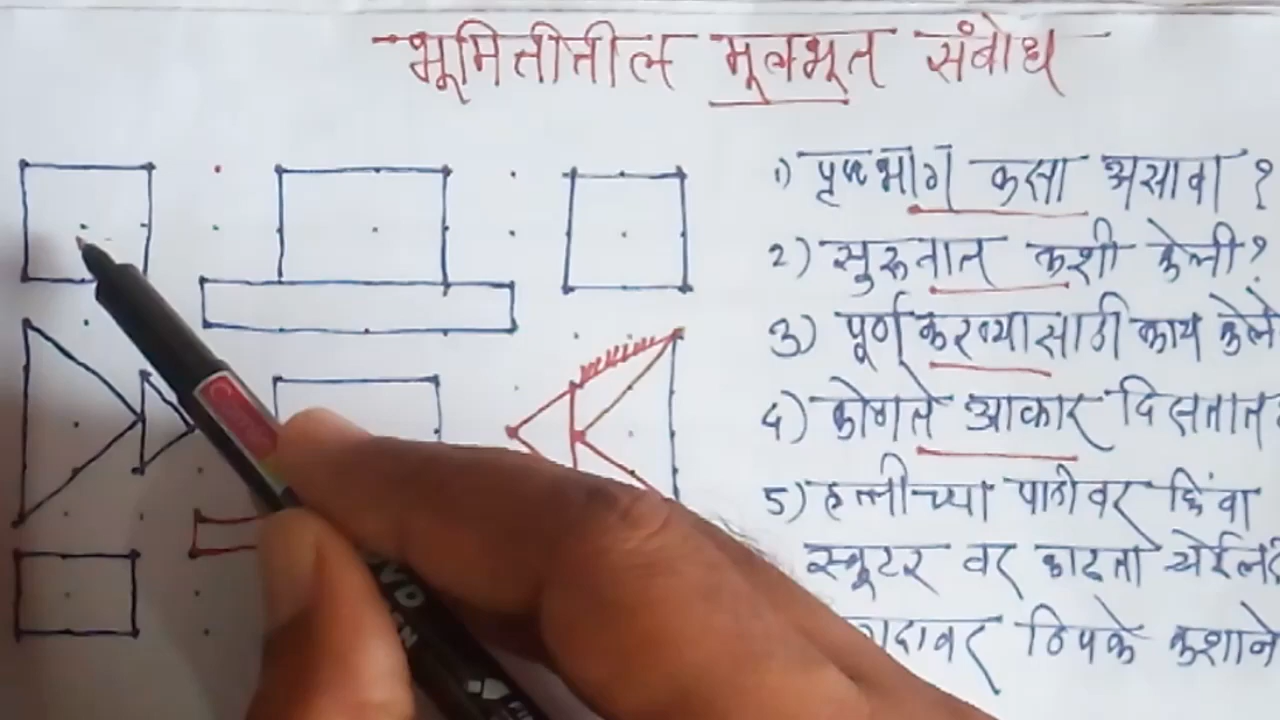 भूमितीतील मूलभूत संबोध
1) पृष्ठभाग कसा असावा ?
2) सुरूवात कशी केली?
3) पूर्ण करण्यासाठी काय केले
4) कोणते आकार दिसतात
5) हत्तीच्या पाठीवर किंवा
स्कूटर वर काढता येईल
ठिपके कशाने